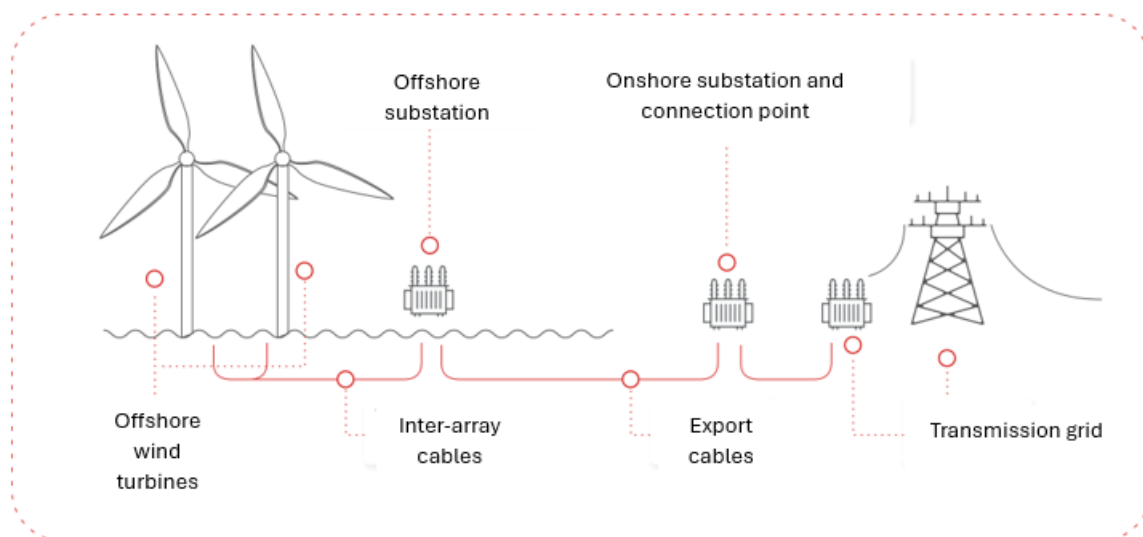 Offshore
substation
Onshore substation and
connection point
Offshore
wind
turbines
Inter-array
cables
Export
cables
Transmission grid